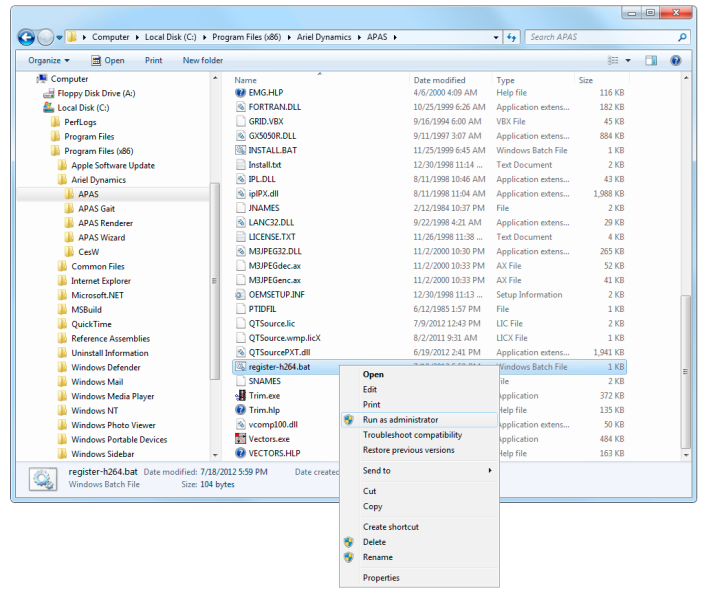 Computer Local Disk (C:) Program Files (x86) Ariel Dynamics APAS Search APAS
Organize Open Print New folder
Computer
Floppy Disk Drive (A:)
Local Disk (C:)
PerfLogs
Program Files
Program Files (x86)
Apple Software Update
Ariel Dynamics
APAS
APAS Gait
APAS Renderer
APAS Wizard
CesW
Common Files
Internet Explorer
Microsoft.NET
MSBuild
QuickTime
Reference Assemblies
Uninstall Information
Windows Defender
Windows Mail
Windows Media Player
Windows NT
Windows Photo Viewer
Windows Portable Devices
Windows Sidebar
Name Date modified Type Size
EMG.HLP 4/6/2000 4:09 AM Help file 116 KB
FORTRAN.DLL 10/25/1999 6:26 AM Application extens... 182 KB
GRID.VBX 9/16/1994 6:00 AM VBX File 45 KB
GX5050R.DLL 9/11/1997 3:07 AM Application extens... 884 KB
INSTALL.BAT 11/25/1999 6:45 AM Windows Batch File 1 KB
Install.txt 12/30/1998 11:14 ... Text Document 2 KB
IPL.DLL 8/11/1998 10:46 AM Application extens... 43 KB
iplPX.dll 8/11/1998 11:04 AM Application extens... 1,988 KB
JNAMES 2/12/1984 10:37 PM File 2 KB
LANC32.DLL 9/22/1998 4:21 AM Application extens... 29 KB
LICENSE.TXT 11/26/1998 11:38 ... Text Document 4 KB
M3JPEG32.DLL 11/2/2000 10:30 PM Application extens... 265 KB
M3JPEGdec.ax 11/2/2000 10:33 PM AX File 52 KB
M3JPEGenc.ax 11/2/2000 10:33 PM AX File 41 KB
OEMSETUP.INF 12/30/1998 11:13 ... Setup Information 2 KB
PTIDFIL 6/12/1985 1:57 PM File 1 KB
QTSource.lic 7/9/2012 12:43 PM LIC File 2 KB
QTSource.wmp.licX 8/2/2011 9:31 AM LICX File 1 KB
QTSourcePXT.dll 6/19/2012 2:41 PM Application extens... 1,941 KB
register-h264.bat Windows Batch File 1 KB
SNAMES 2 KB
Trim.exe 372 KB
Trim.hlp 135 KB
vcomp100.dll 50 KB
Vectors.exe 484 KB
VECTORS.HLP 163 KB
Open
Edit
Print
Run as administrator
Troubleshoot compatibility
Restore previous versions
Send to
Cut
Copy
Create shortcut
Delete
Rename
Properties
register-h264.bat Date modified: 7/18/2012 5:59 PM Date created
Windows Batch File Size: 104 bytes